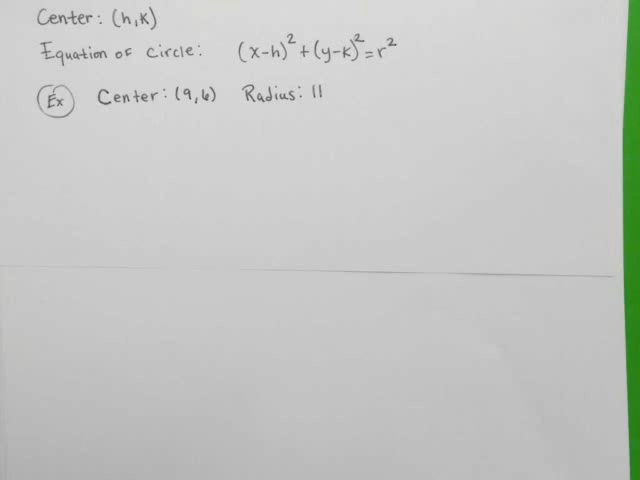 Center: (h,k)
Equation of Circle: (x-h)² + (y-k)² = r²
Ex Center: (9,6) Radius: 11